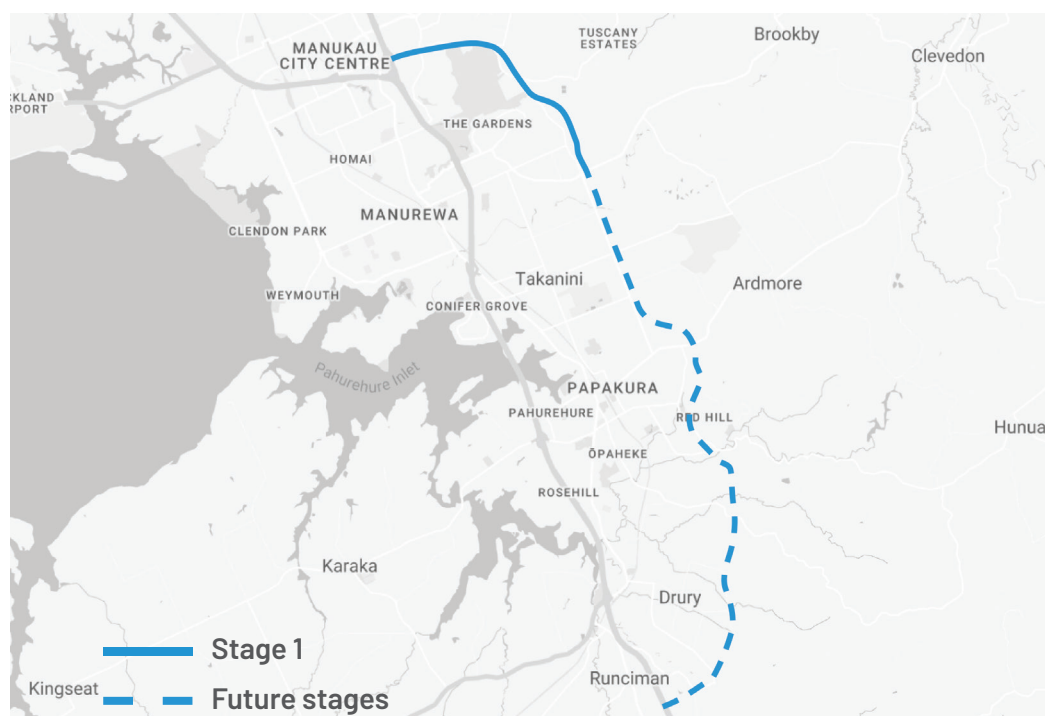 TUSCANY
ESTATES
Brookby
Clevedon
MANUKAU
CITY CENTRE
CKLAND
RPORT
THE GARDENS
HOMAI
MANUREWA
CLENDON PARK
Takanini
Ardmore
WEYMOUTH
CONIFER GROVE
Pahurehure Inlet
PAPAKURA
PAHUREHURE
RED HILL
Hunua
ŌPAHEKE
ROSEHILL
Karaka
Drury
Stage 1
Runciman
Kingseat
Future stages